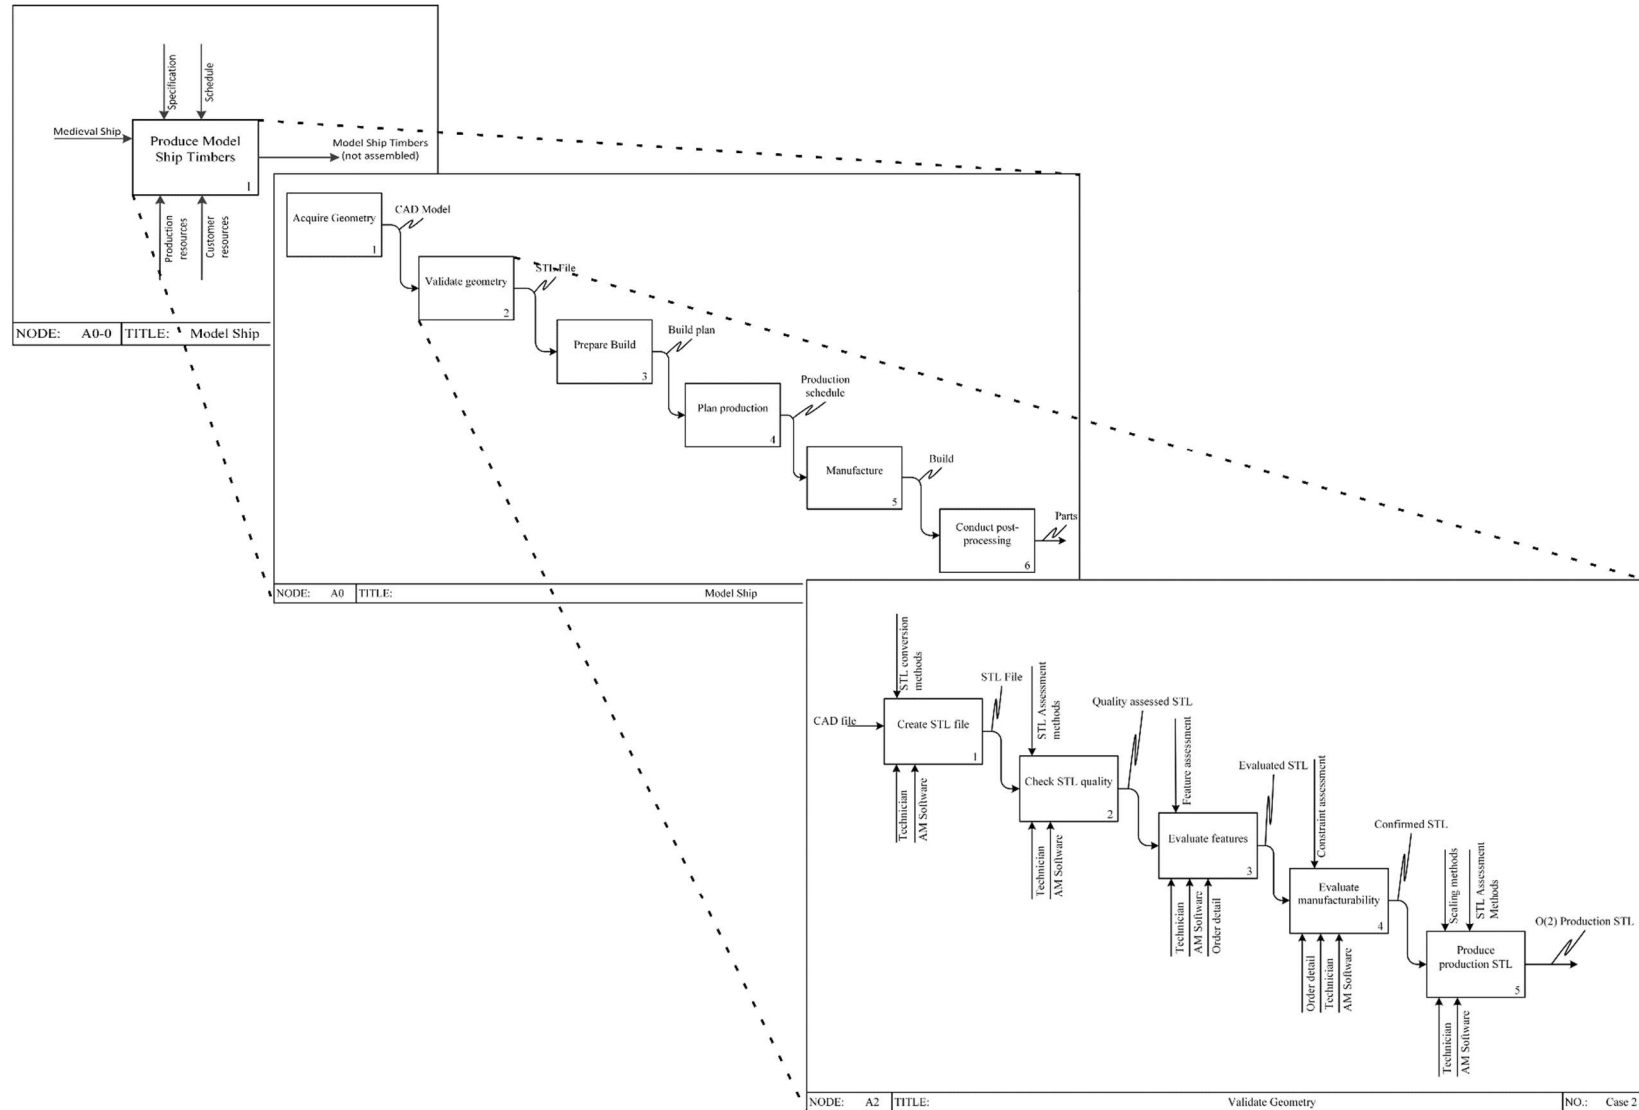 Specification
Schedule
Medieval Ship
Produce Model
Ship Timbers
1
Model Ship Timbers
(not assembled)
Production
resources
Customer
resources
NODE: A0-0 TITLE: Model Ship
Acquire Geometry
1
CAD Model
Validate geometry
2
STL File
Prepare Build
3
Build plan
Plan production
4
Production
schedule
Manufacture
5
Build
Conduct post-
processing
6
Parts
NODE: A0 TITLE: Model Ship
CAD file
STL conversion
methods
Create STL file
1
Technician
AM Software
STL File
STL Assessment
methods
Check STL quality
2
Technician
AM Software
Quality assessed STL
Feature assessment
Evaluate features
3
Technician
AM Software
Order detail
Evaluated STL
Constraint assessment
Evaluate
manufacturability
4
Order detail
Technician
AM Software
Confirmed STL
Scaling methods
STL Assessment
Methods
Produce
production STL
5
Technician
AM Software
O(2) Production STL
NODE: A2 TITLE: Validate Geometry NO.: Case 2